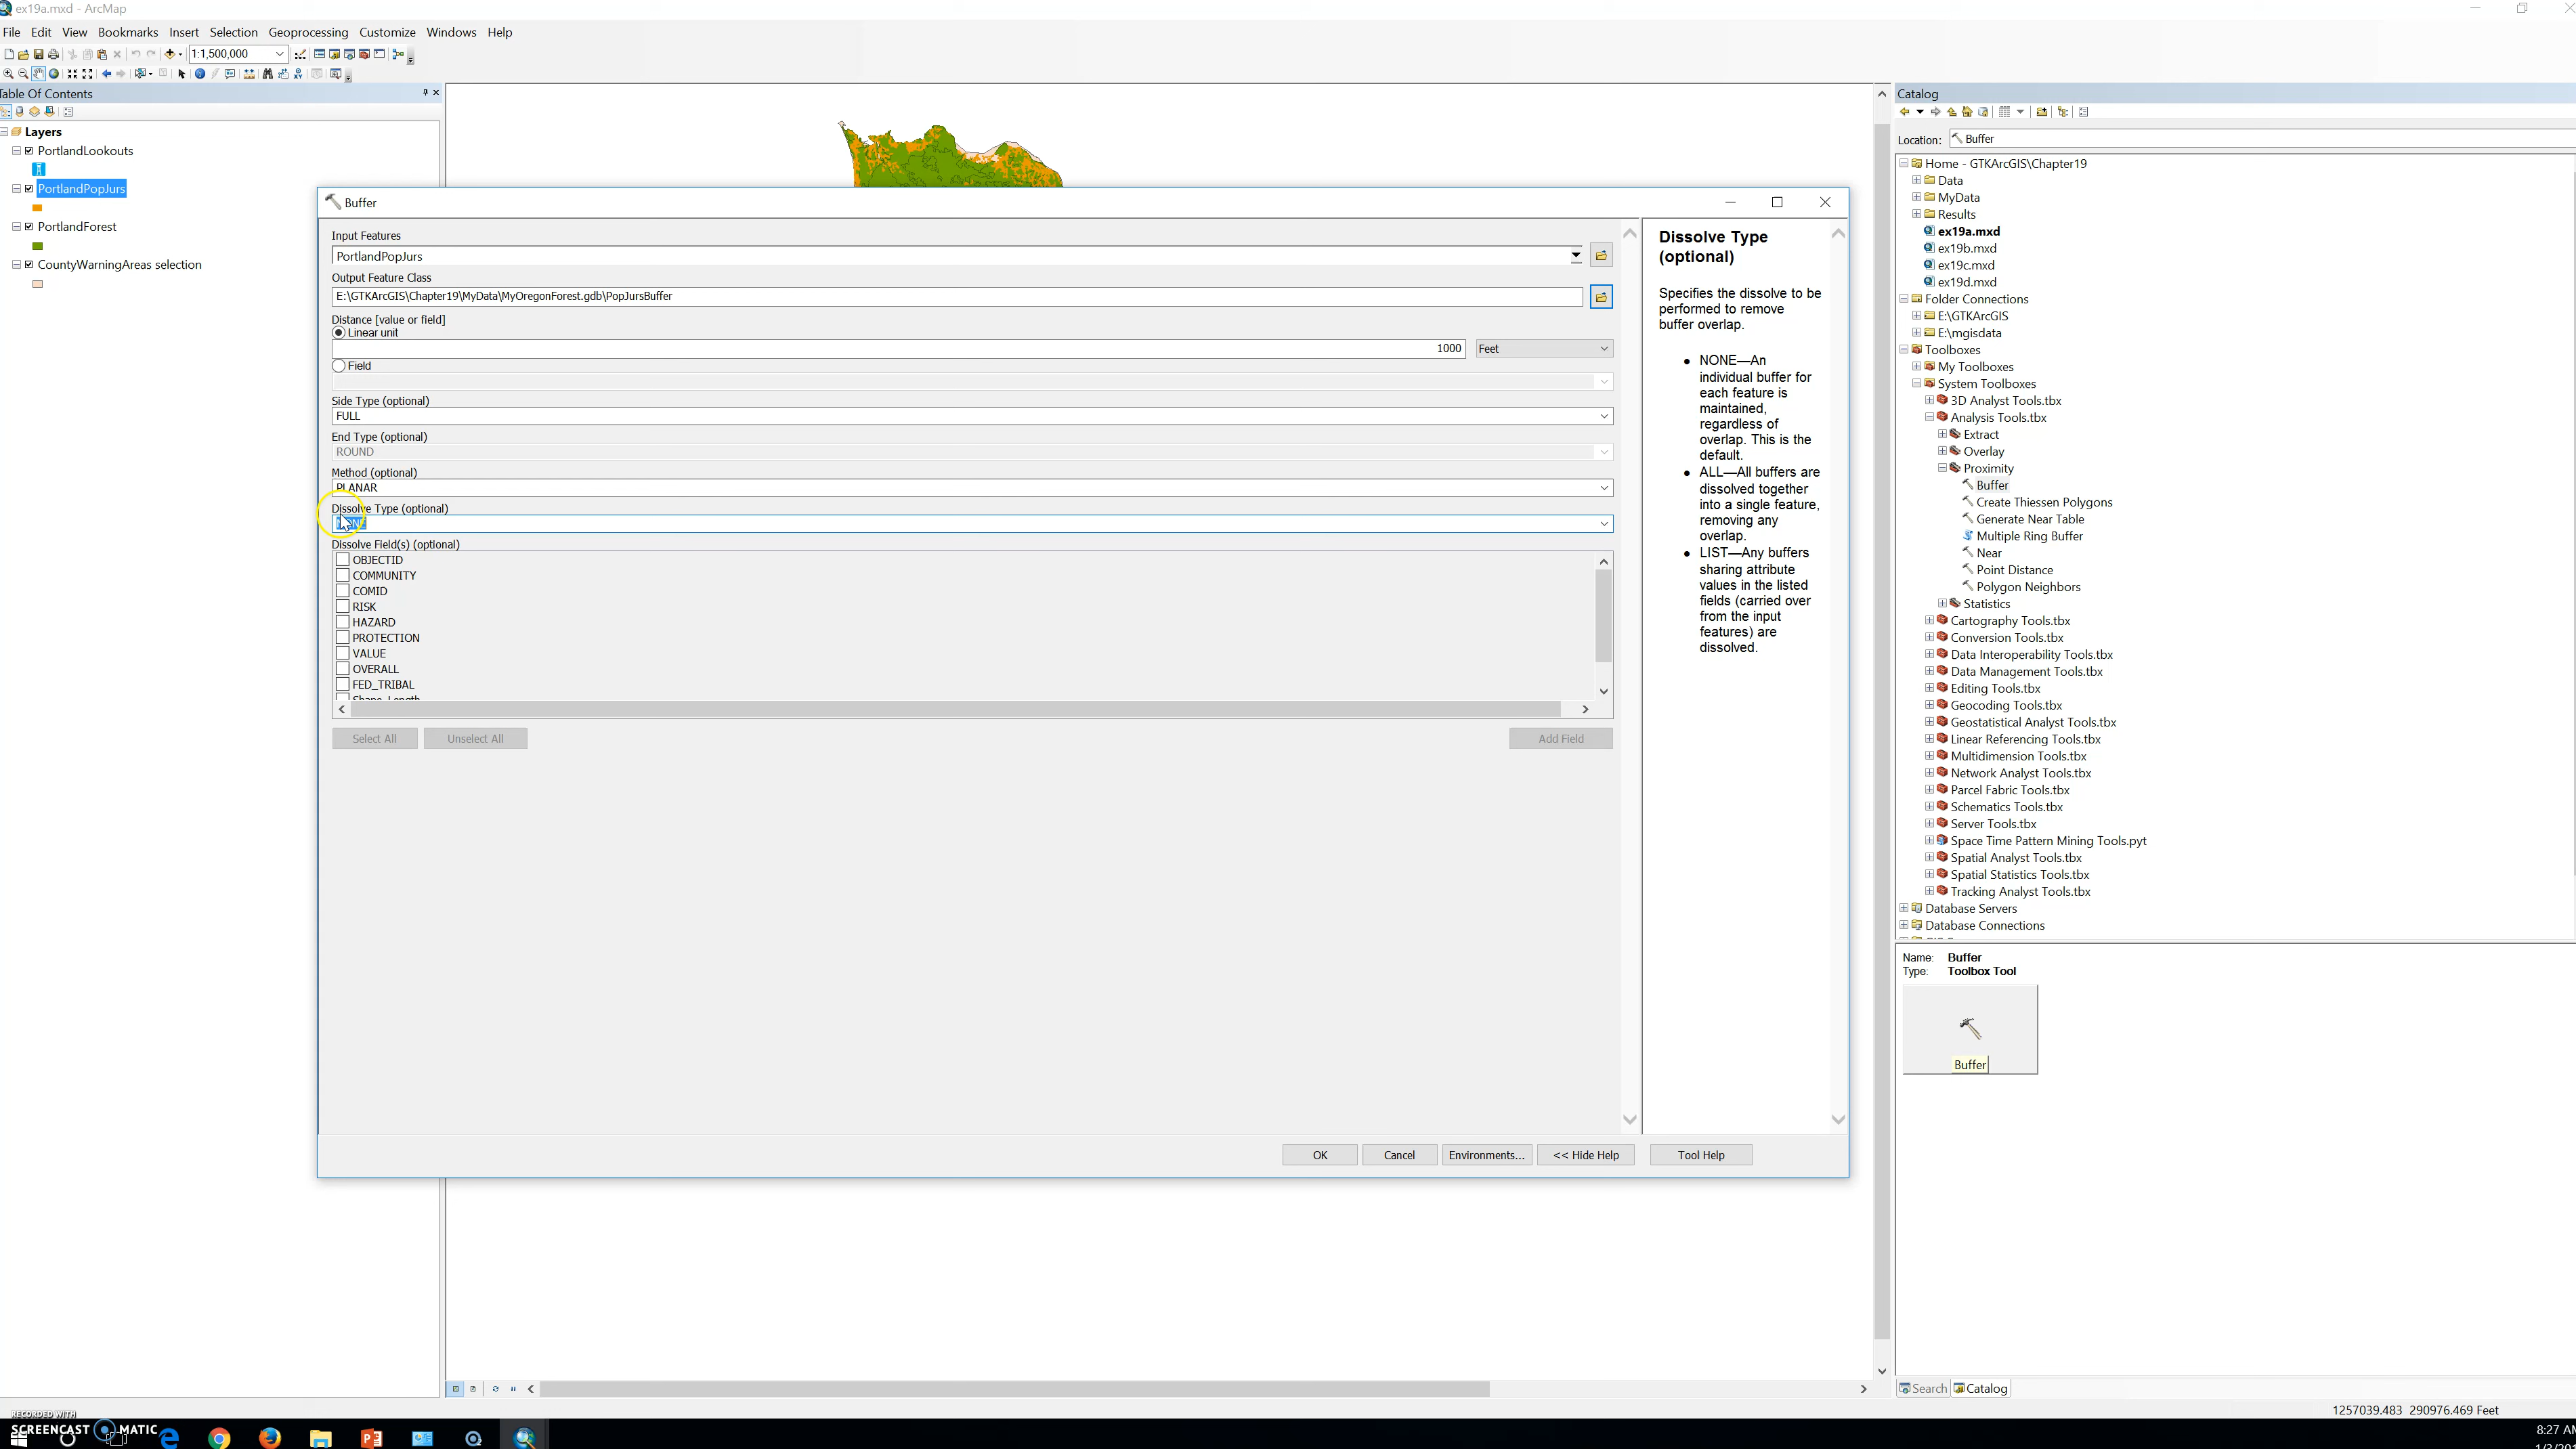 ex19a.mxd - ArcMap
File Edit View Bookmarks Insert Selection Geoprocessing Customize Windows Help
1:1,500,000
Table Of Contents
Layers
PortlandLookouts
PortlandPopJurs
PortlandForest
CountyWarningAreas selection
Buffer
Input Features
PortlandPopJurs
Output Feature Class
E:\GTKArcGIS\Chapter19\MyData\MyOregonForest.gdb\PopJursBuffer
Distance [value or field]
Linear unit
1000 Feet
Field
Side Type (optional)
FULL
End Type (optional)
ROUND
Method (optional)
PLANAR
Dissolve Type (optional)
Dissolve Field(s) (optional)
OBJECTID
COMMUNITY
COMID
RISK
HAZARD
PROTECTION
VALUE
OVERALL
FED_TRIBAL
Shape_Length
Select All Unselect All Add Field
Dissolve Type
(optional)
Specifies the dissolve to be
performed to remove
buffer overlap.
• NONE—An
individual buffer for
each feature is
maintained,
regardless of
overlap. This is the
default.
• ALL—All buffers are
dissolved together
into a single feature,
removing any
overlap.
• LIST—Any buffers
sharing attribute
values in the listed
fields (carried over
from the input
features) are
dissolved.
OK Cancel Environments... << Hide Help Tool Help
Catalog
Location: Buffer
Home - GTKArcGIS\Chapter19
Data
MyData
Results
ex19a.mxd
ex19b.mxd
ex19c.mxd
ex19d.mxd
Folder Connections
E:\GTKArcGIS
E:\mgisdata
Toolboxes
My Toolboxes
System Toolboxes
3D Analyst Tools.tbx
Analysis Tools.tbx
Extract
Overlay
Proximity
Buffer
Create Thiessen Polygons
Generate Near Table
Multiple Ring Buffer
Near
Point Distance
Polygon Neighbors
Statistics
Cartography Tools.tbx
Conversion Tools.tbx
Data Interoperability Tools.tbx
Data Management Tools.tbx
Editing Tools.tbx
Geocoding Tools.tbx
Geostatistical Analyst Tools.tbx
Linear Referencing Tools.tbx
Multidimension Tools.tbx
Network Analyst Tools.tbx
Parcel Fabric Tools.tbx
Schematics Tools.tbx
Server Tools.tbx
Space Time Pattern Mining Tools.pyt
Spatial Analyst Tools.tbx
Spatial Statistics Tools.tbx
Tracking Analyst Tools.tbx
Database Servers
Database Connections
Name: Buffer
Type: Toolbox Tool
Buffer
Search Catalog
1257039.483 290976.469 Feet
RECORDED WITH
SCREENCAST MATIC
8:27 AM